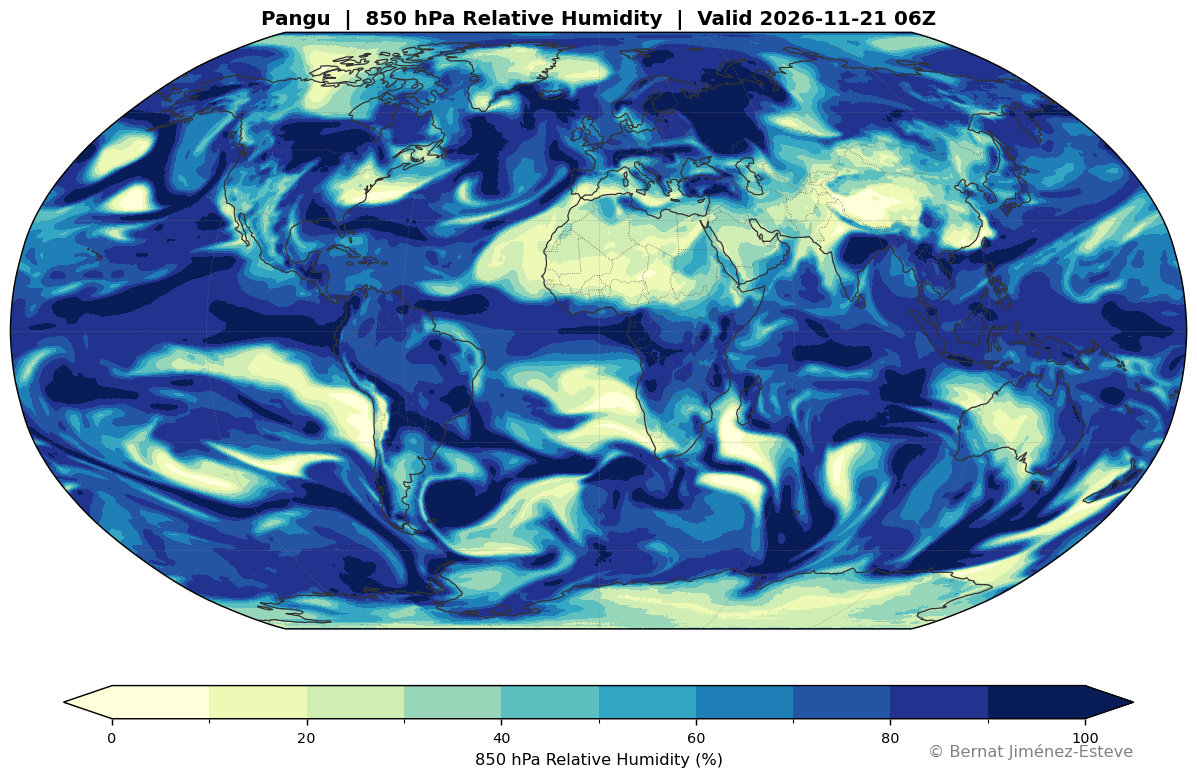 Pangu | 850 hPa Relative Humidity | Valid 2026-11-21 06Z
0 20 40 60 80 100
850 hPa Relative Humidity (%)
© Bernat Jiménez-Esteve